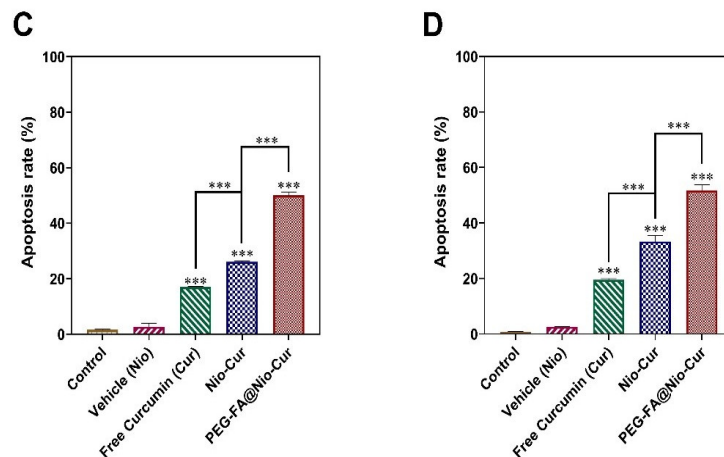 C
Apoptosis rate (%)
100
80
60
40
20
0
***
***
***
***
***
Control
Vehicle (Nio)
Free Curcumin (Cur)
Nio-Cur
PEG-FA@Nio-Cur
D
Apoptosis rate (%)
100
80
60
40
20
0
***
***
***
***
***
Control
Vehicle (Nio)
Free Curcumin (Cur)
Nio-Cur
PEG-FA@Nio-Cur